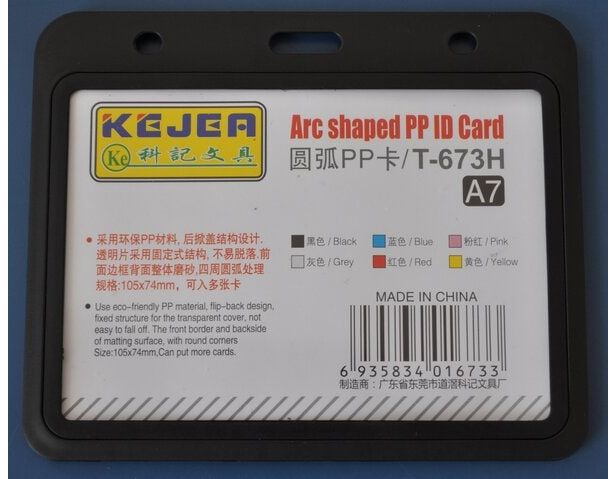 KEJEA
Ke 科記文具
Arc shaped PP ID Card
圆弧PP卡/T-673H
A7
● 采用环保PP材料, 后掀盖结构设计.
透明片采用固定式结构, 不易脱落.前
面边框背面整体磨砂,四周圆弧处理
规格:105x74mm, 可入多张卡
● Use eco-friendly PP material, flip-back design,
fixed structure for the transparent cover, not
easy to fall off. The front border and backside
of matting surface, with round corners
Size:105x74mm,Can put more cards.
黑色/Black 蓝色/Blue 粉红/Pink
灰色/Grey 红色/Red 黄色/Yellow
MADE IN CHINA
6 935834 016733
制造商：广东省东莞市道滘科记文具厂